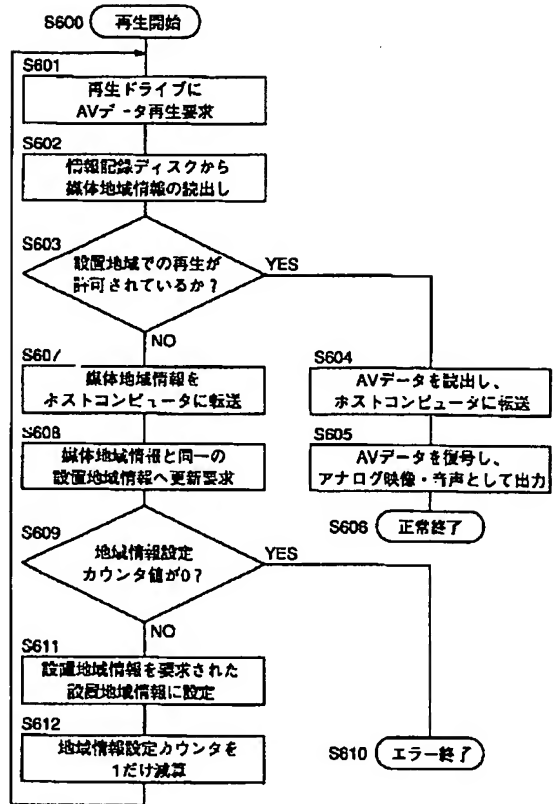 S600 再生開始
S601
再生ドライブに
AVデータ再生要求
S602
情報記録ディスクから
媒体地域情報の読出し
S603
設置地域での再生が
許可されているか?
YES
NO
S607
媒体地域情報を
ホストコンピュータに転送
S604
AVデータを読出し、
ホストコンピュータに転送
S608
媒体地域情報と同一の
設置地域情報へ更新要求
S605
AVデータを復号し、
アナログ映像・音声として出力
S606 正常終了
S609
地域情報設定
カウンタ値が0?
YES
NO
S611
設置地域情報を要求された
設置地域情報に設定
S612
地域情報設定カウンタを
1だけ減算
S610 エラー終了